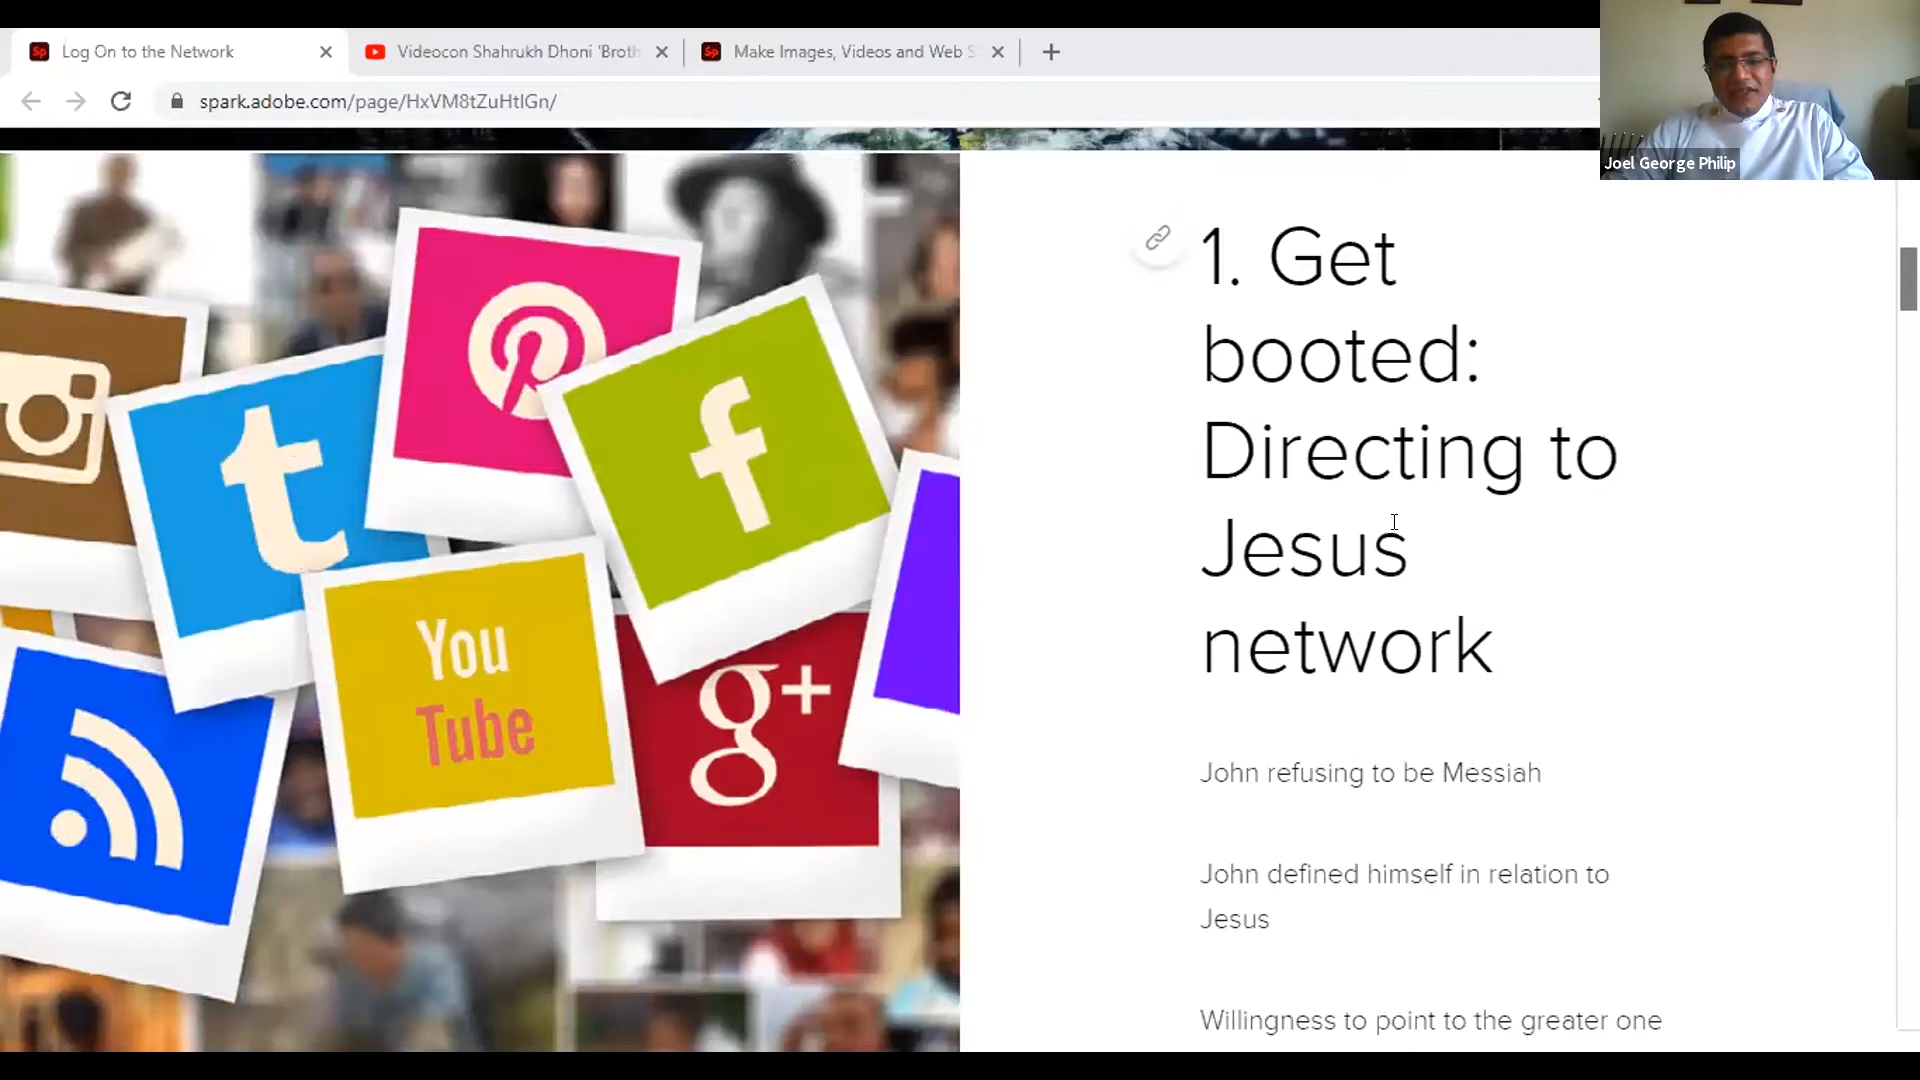 Log On to the Network
Videocon Shahrukh Dhoni 'Broth
Make Images, Videos and Web S
spark.adobe.com/page/HxVM8tZuHtIGn/
Joel George Philip
1. Get
booted:
Directing to
Jesus
network
John refusing to be Messiah
John defined himself in relation to
Jesus
Willingness to point to the greater one
t
f
You
Tube
g+